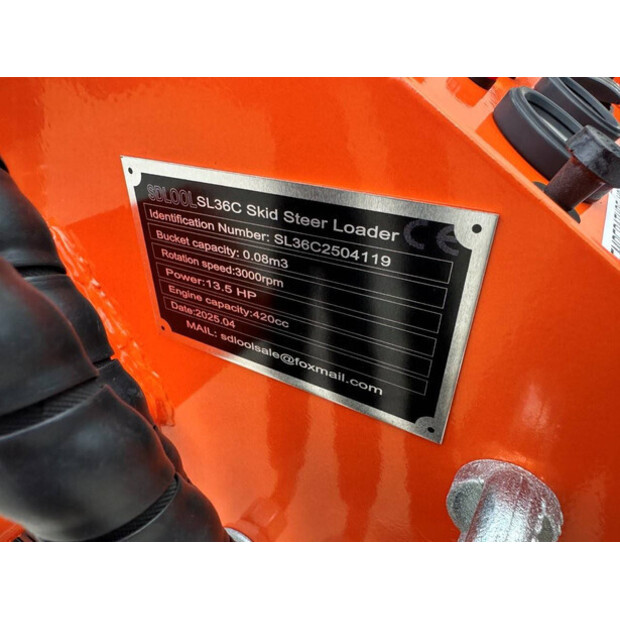 SDLOOL SL36C Skid Steer Loader CE
Identification Number: SL36C2504119
Bucket capacity: 0.08m3
Rotation speed:3000rpm
Power:13.5 HP
Engine capacity:420cc
Date:2025.04
MAIL: sdloolsale@foxmail.com